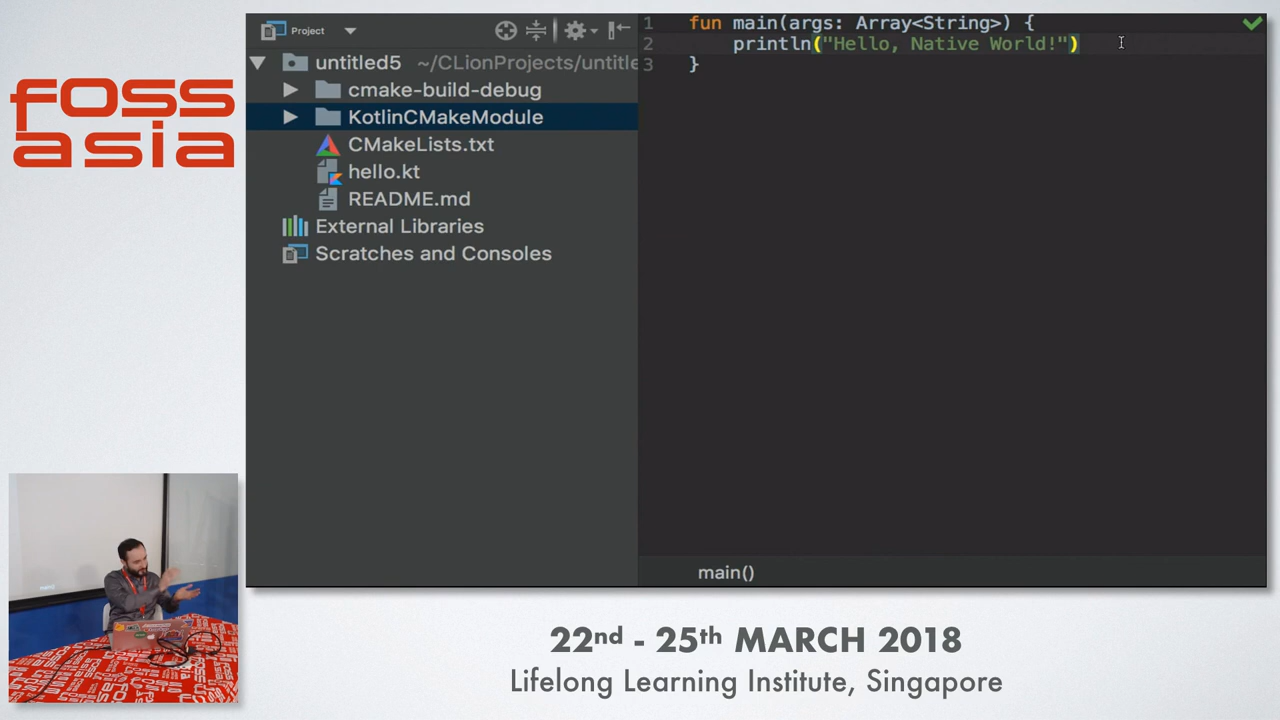 foss
asia
Project
untitled5 ~/CLionProjects/untitle
cmake-build-debug
KotlinCMakeModule
CMakeLists.txt
hello.kt
README.md
External Libraries
Scratches and Consoles
1 fun main(args: Array<String>) {
2 println("Hello, Native World!")
3 }
main()
22nd - 25th MARCH 2018
Lifelong Learning Institute, Singapore